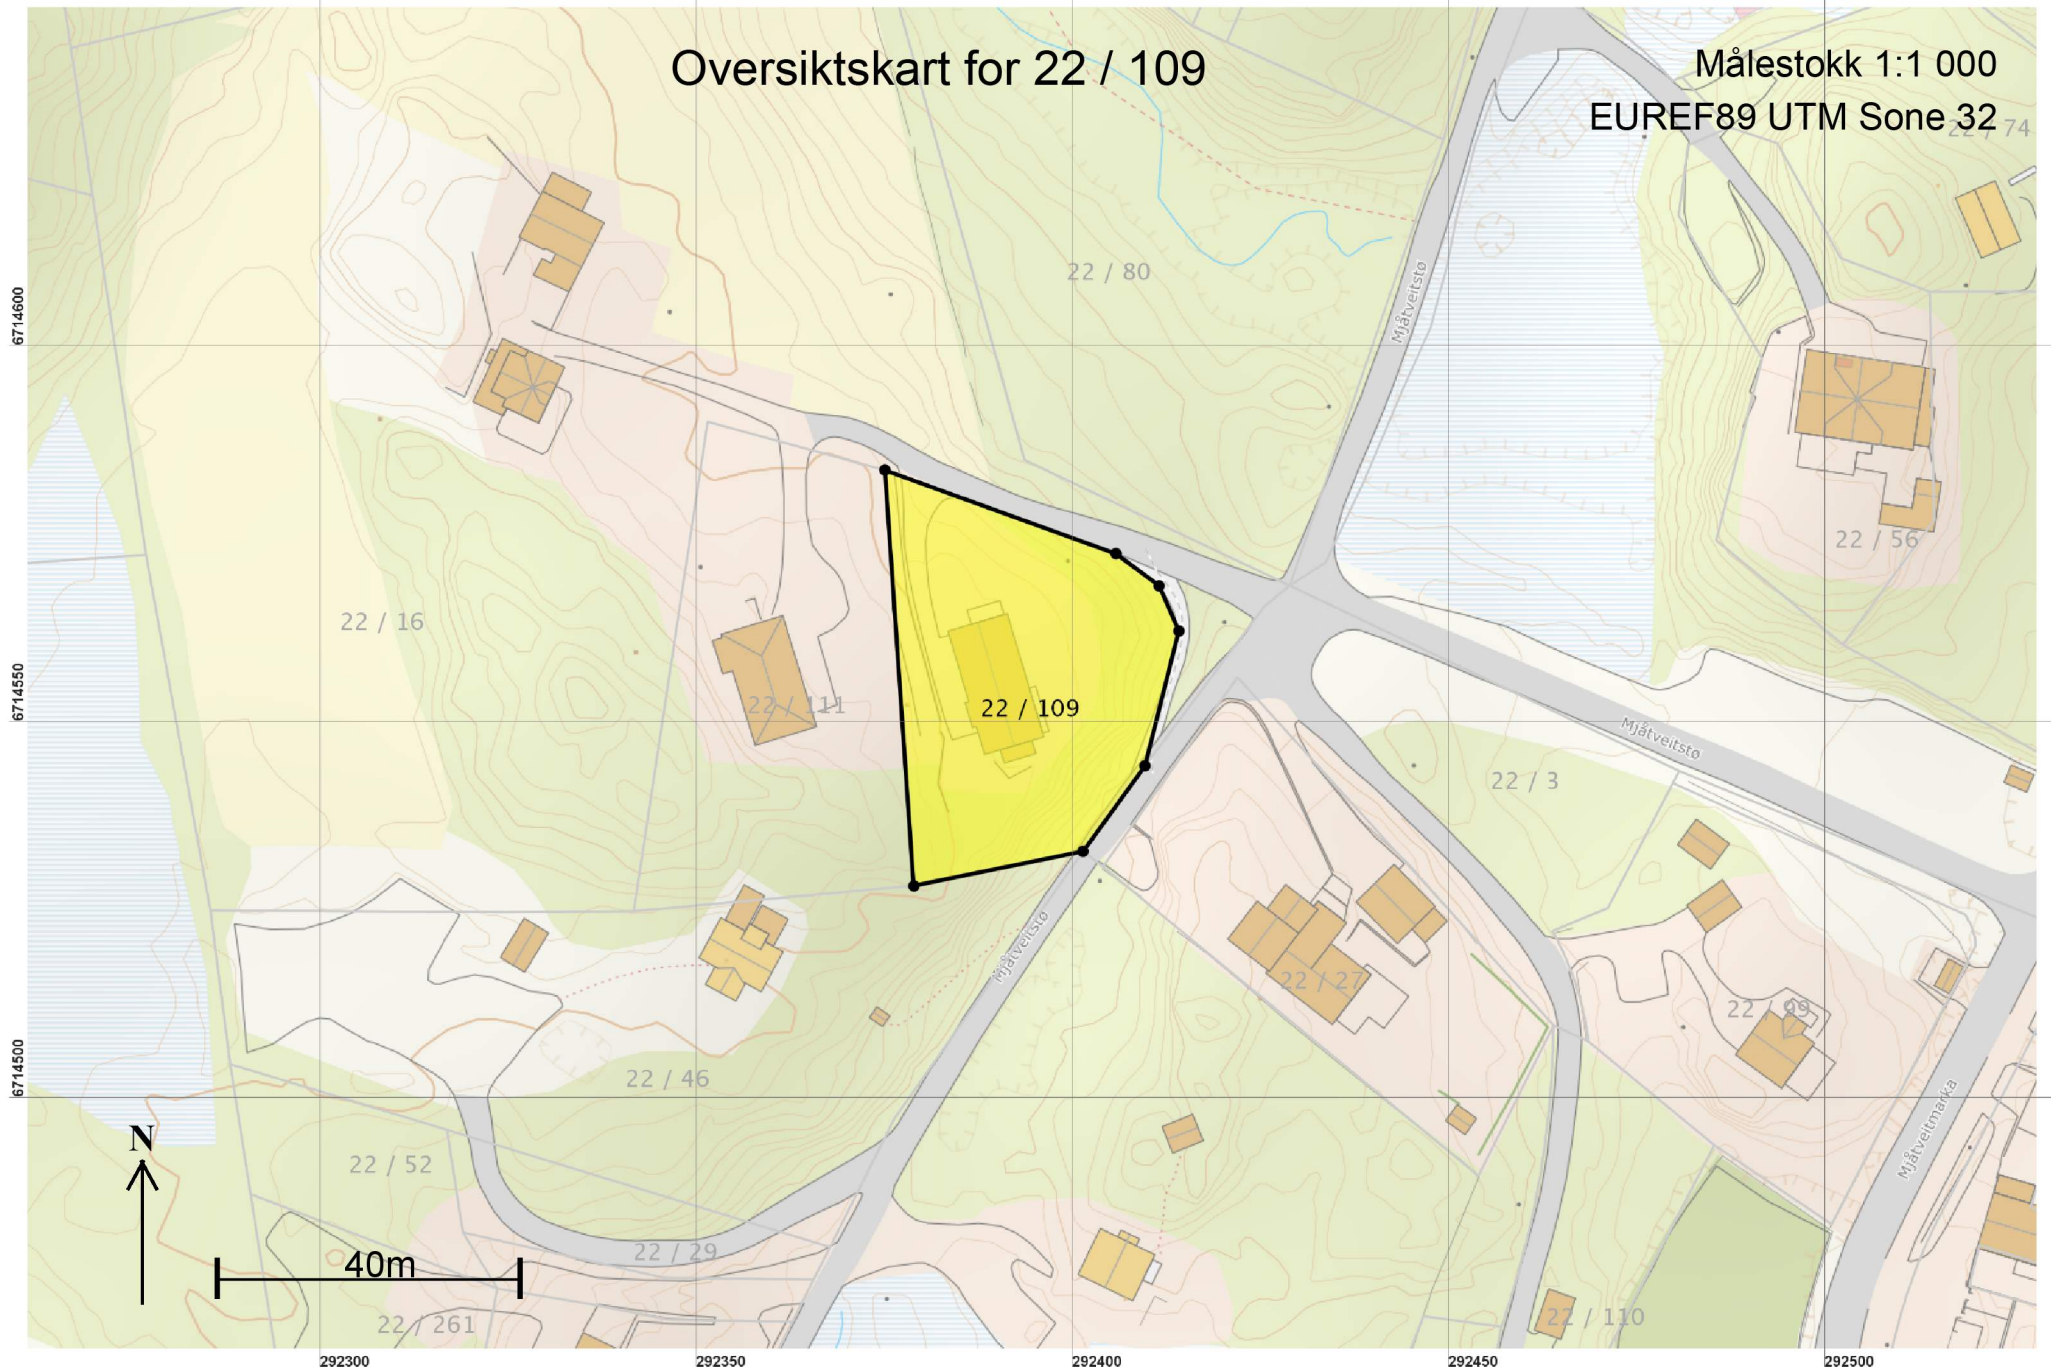 Oversiktskart for 22 / 109
Målestokk 1:1 000
EUREF89 UTM Sone 32
22 / 74
22 / 80
Mjåtveitstø
6714600
22 / 56
22 / 16
6714550
22 / 111
22 / 109
Mjåtveitstø
22 / 3
Mjåtveitstø
22 / 27
22 / 99
22 / 46
6714500
Mjåtveitmarka
N
22 / 52
22 / 29
40m
22 / 261
22 / 110
292300
292350
292400
292450
292500